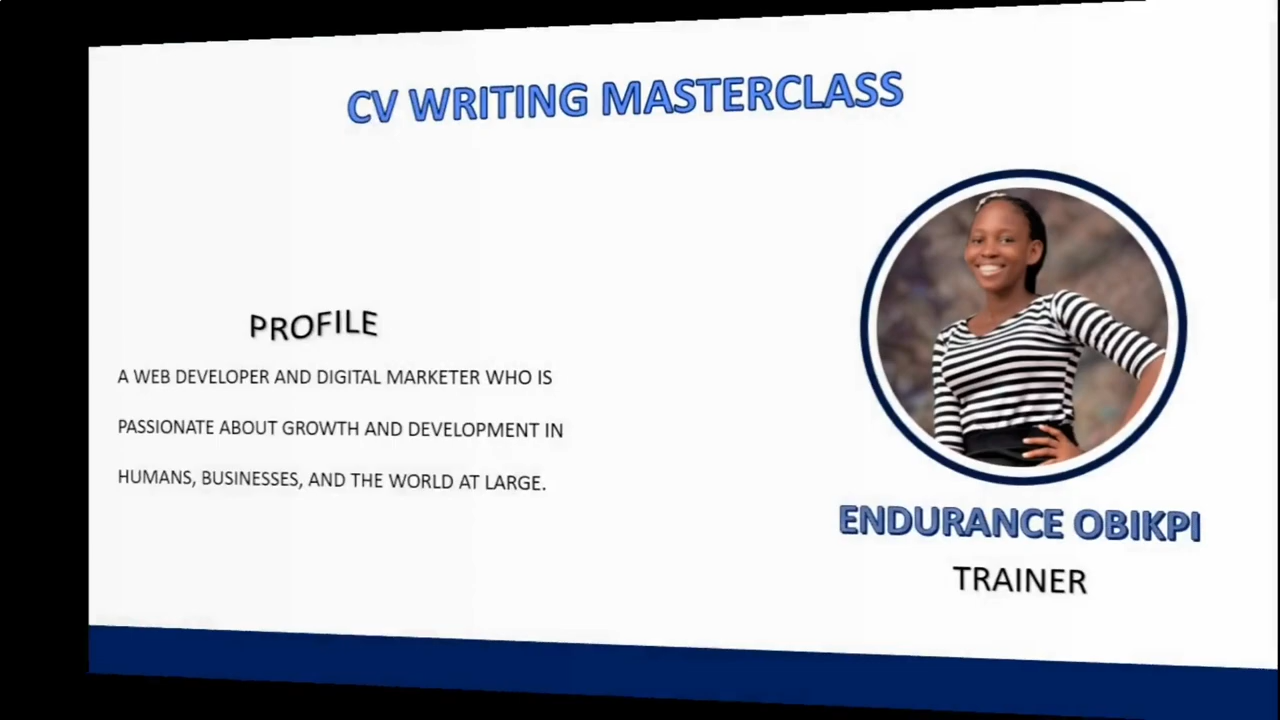 CV WRITING MASTERCLASS
PROFILE
A WEB DEVELOPER AND DIGITAL MARKETER WHO IS
PASSIONATE ABOUT GROWTH AND DEVELOPMENT IN
HUMANS, BUSINESSES, AND THE WORLD AT LARGE.
ENDURANCE OBIKPI
TRAINER